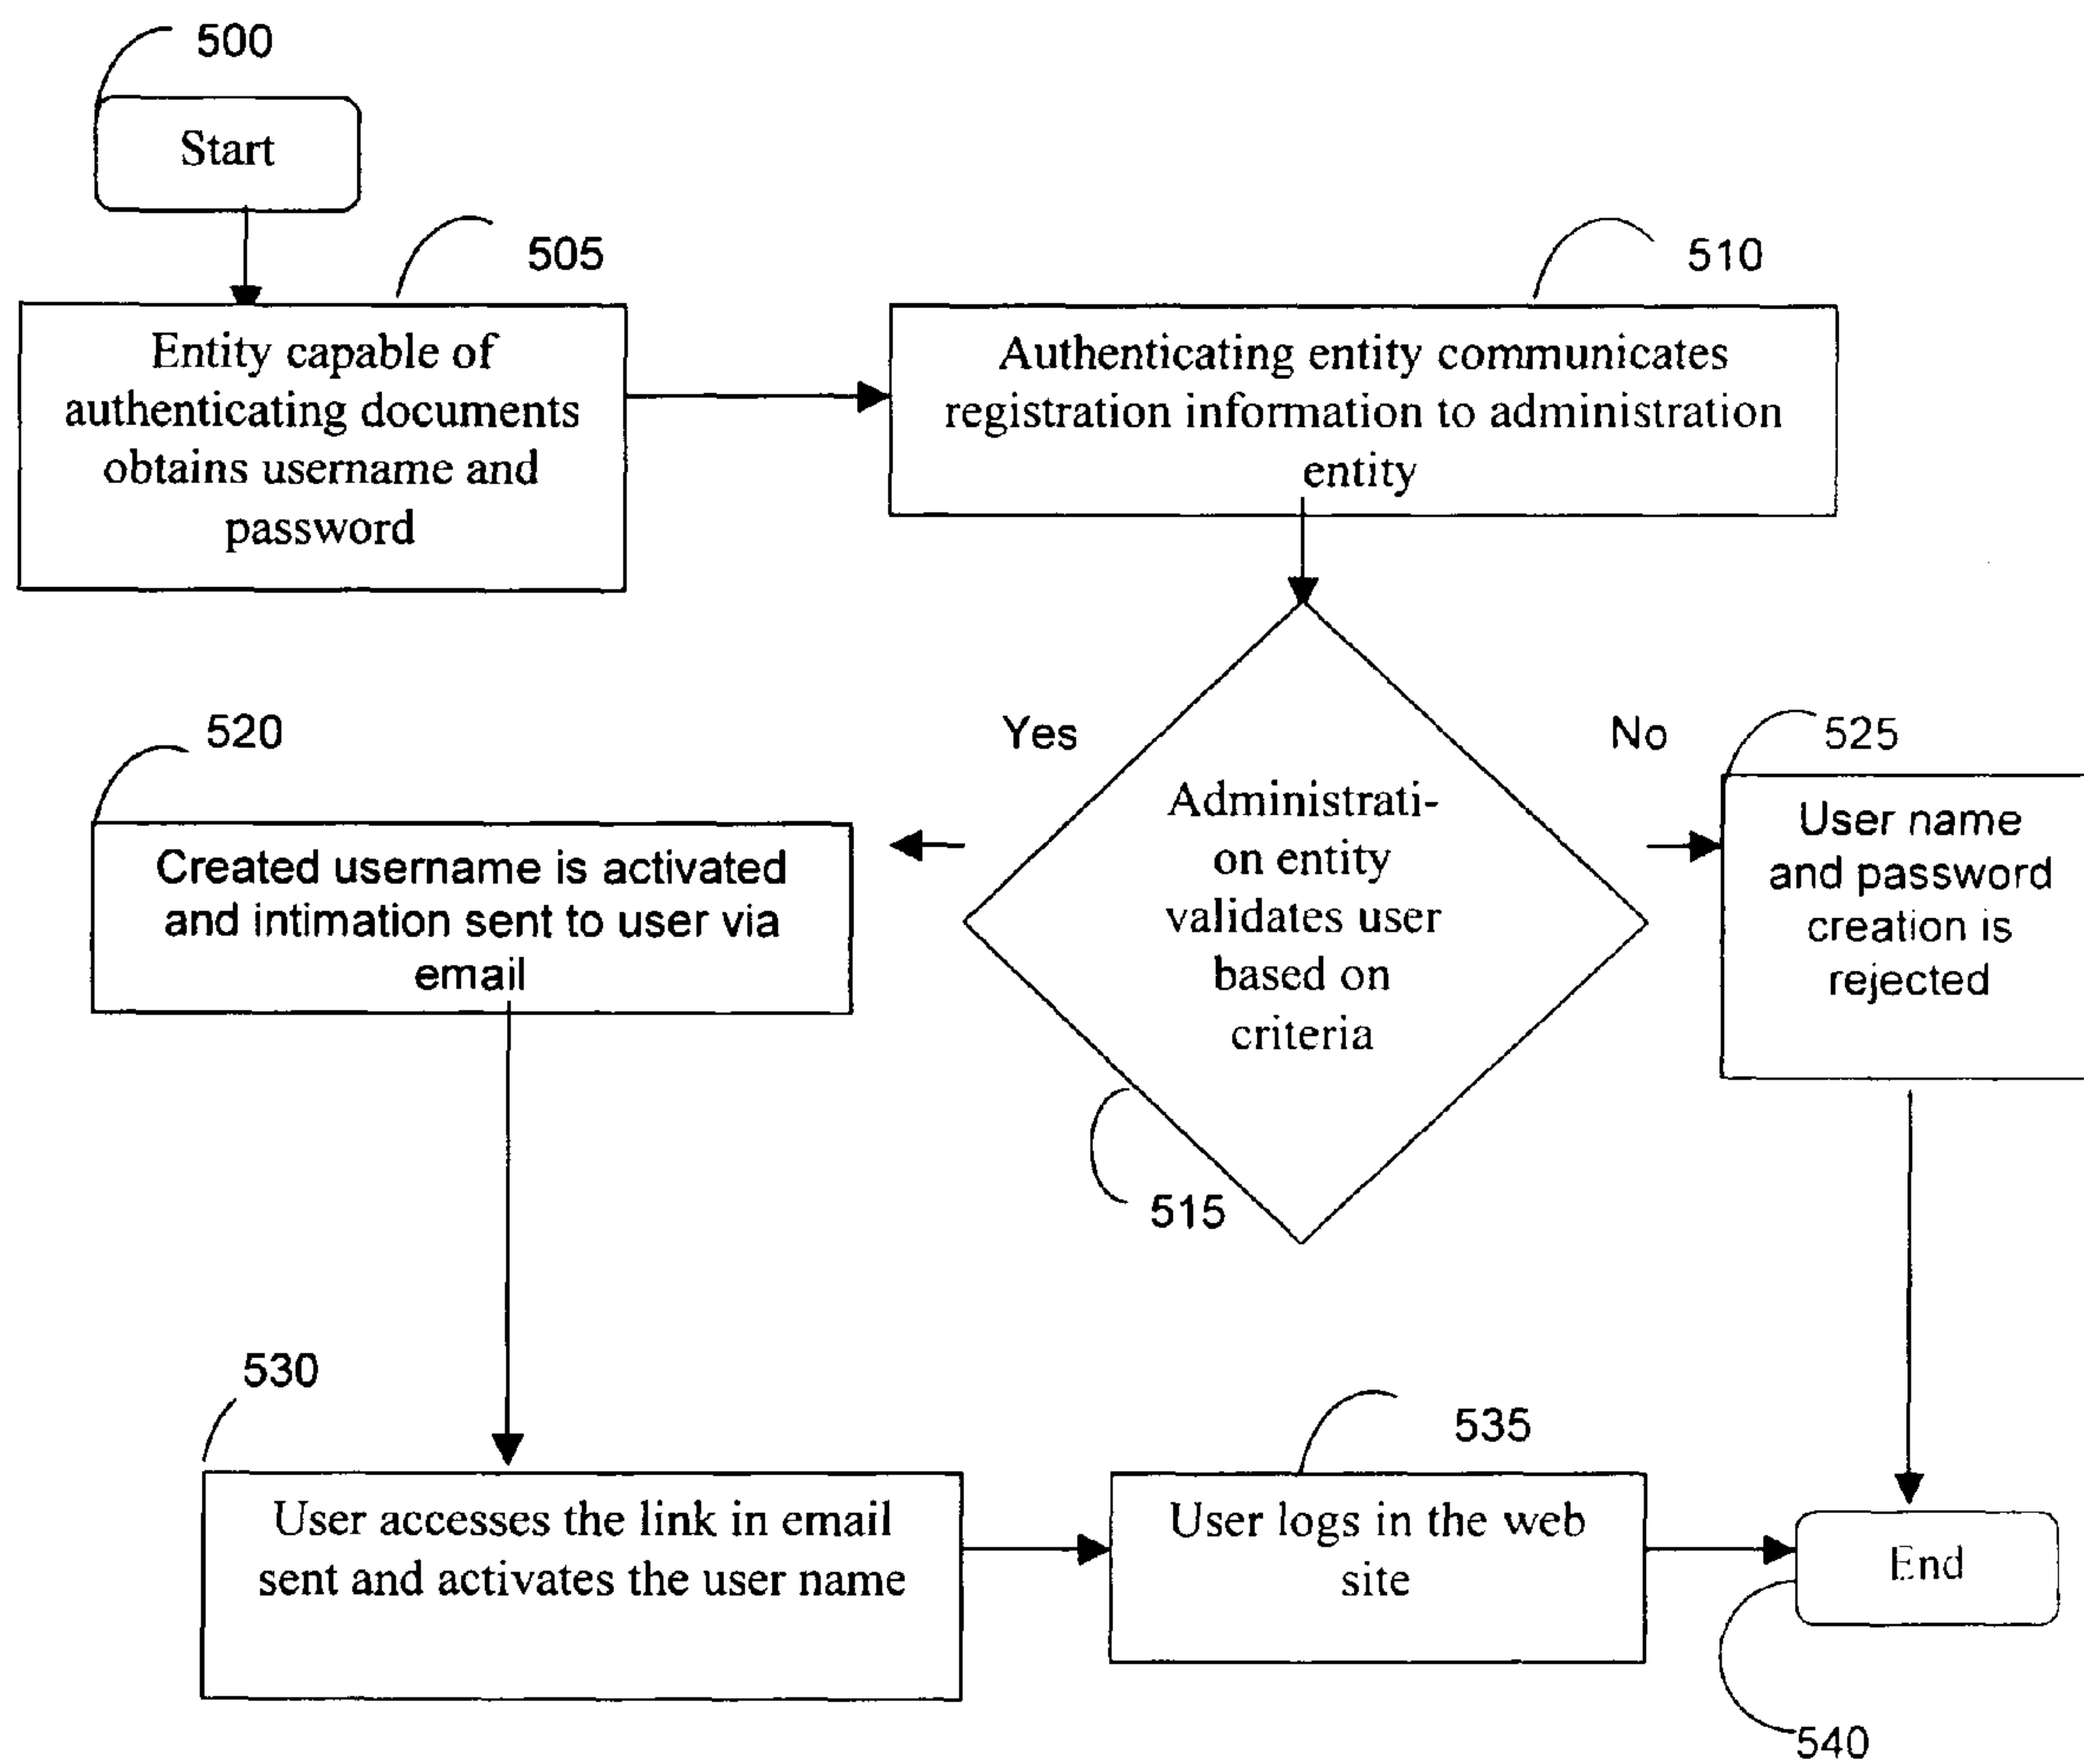 500
Start
505
Entity capable of
authenticating documents
obtains username and
password
510
Authenticating entity communicates
registration information to administration
entity
Yes
No
Administrati-
on entity
validates user
based on
criteria
515
520
Created username is activated
and intimation sent to user via
email
525
User name
and password
creation is
rejected
530
User accesses the link in email
sent and activates the user name
535
User logs in the web
site
End
540